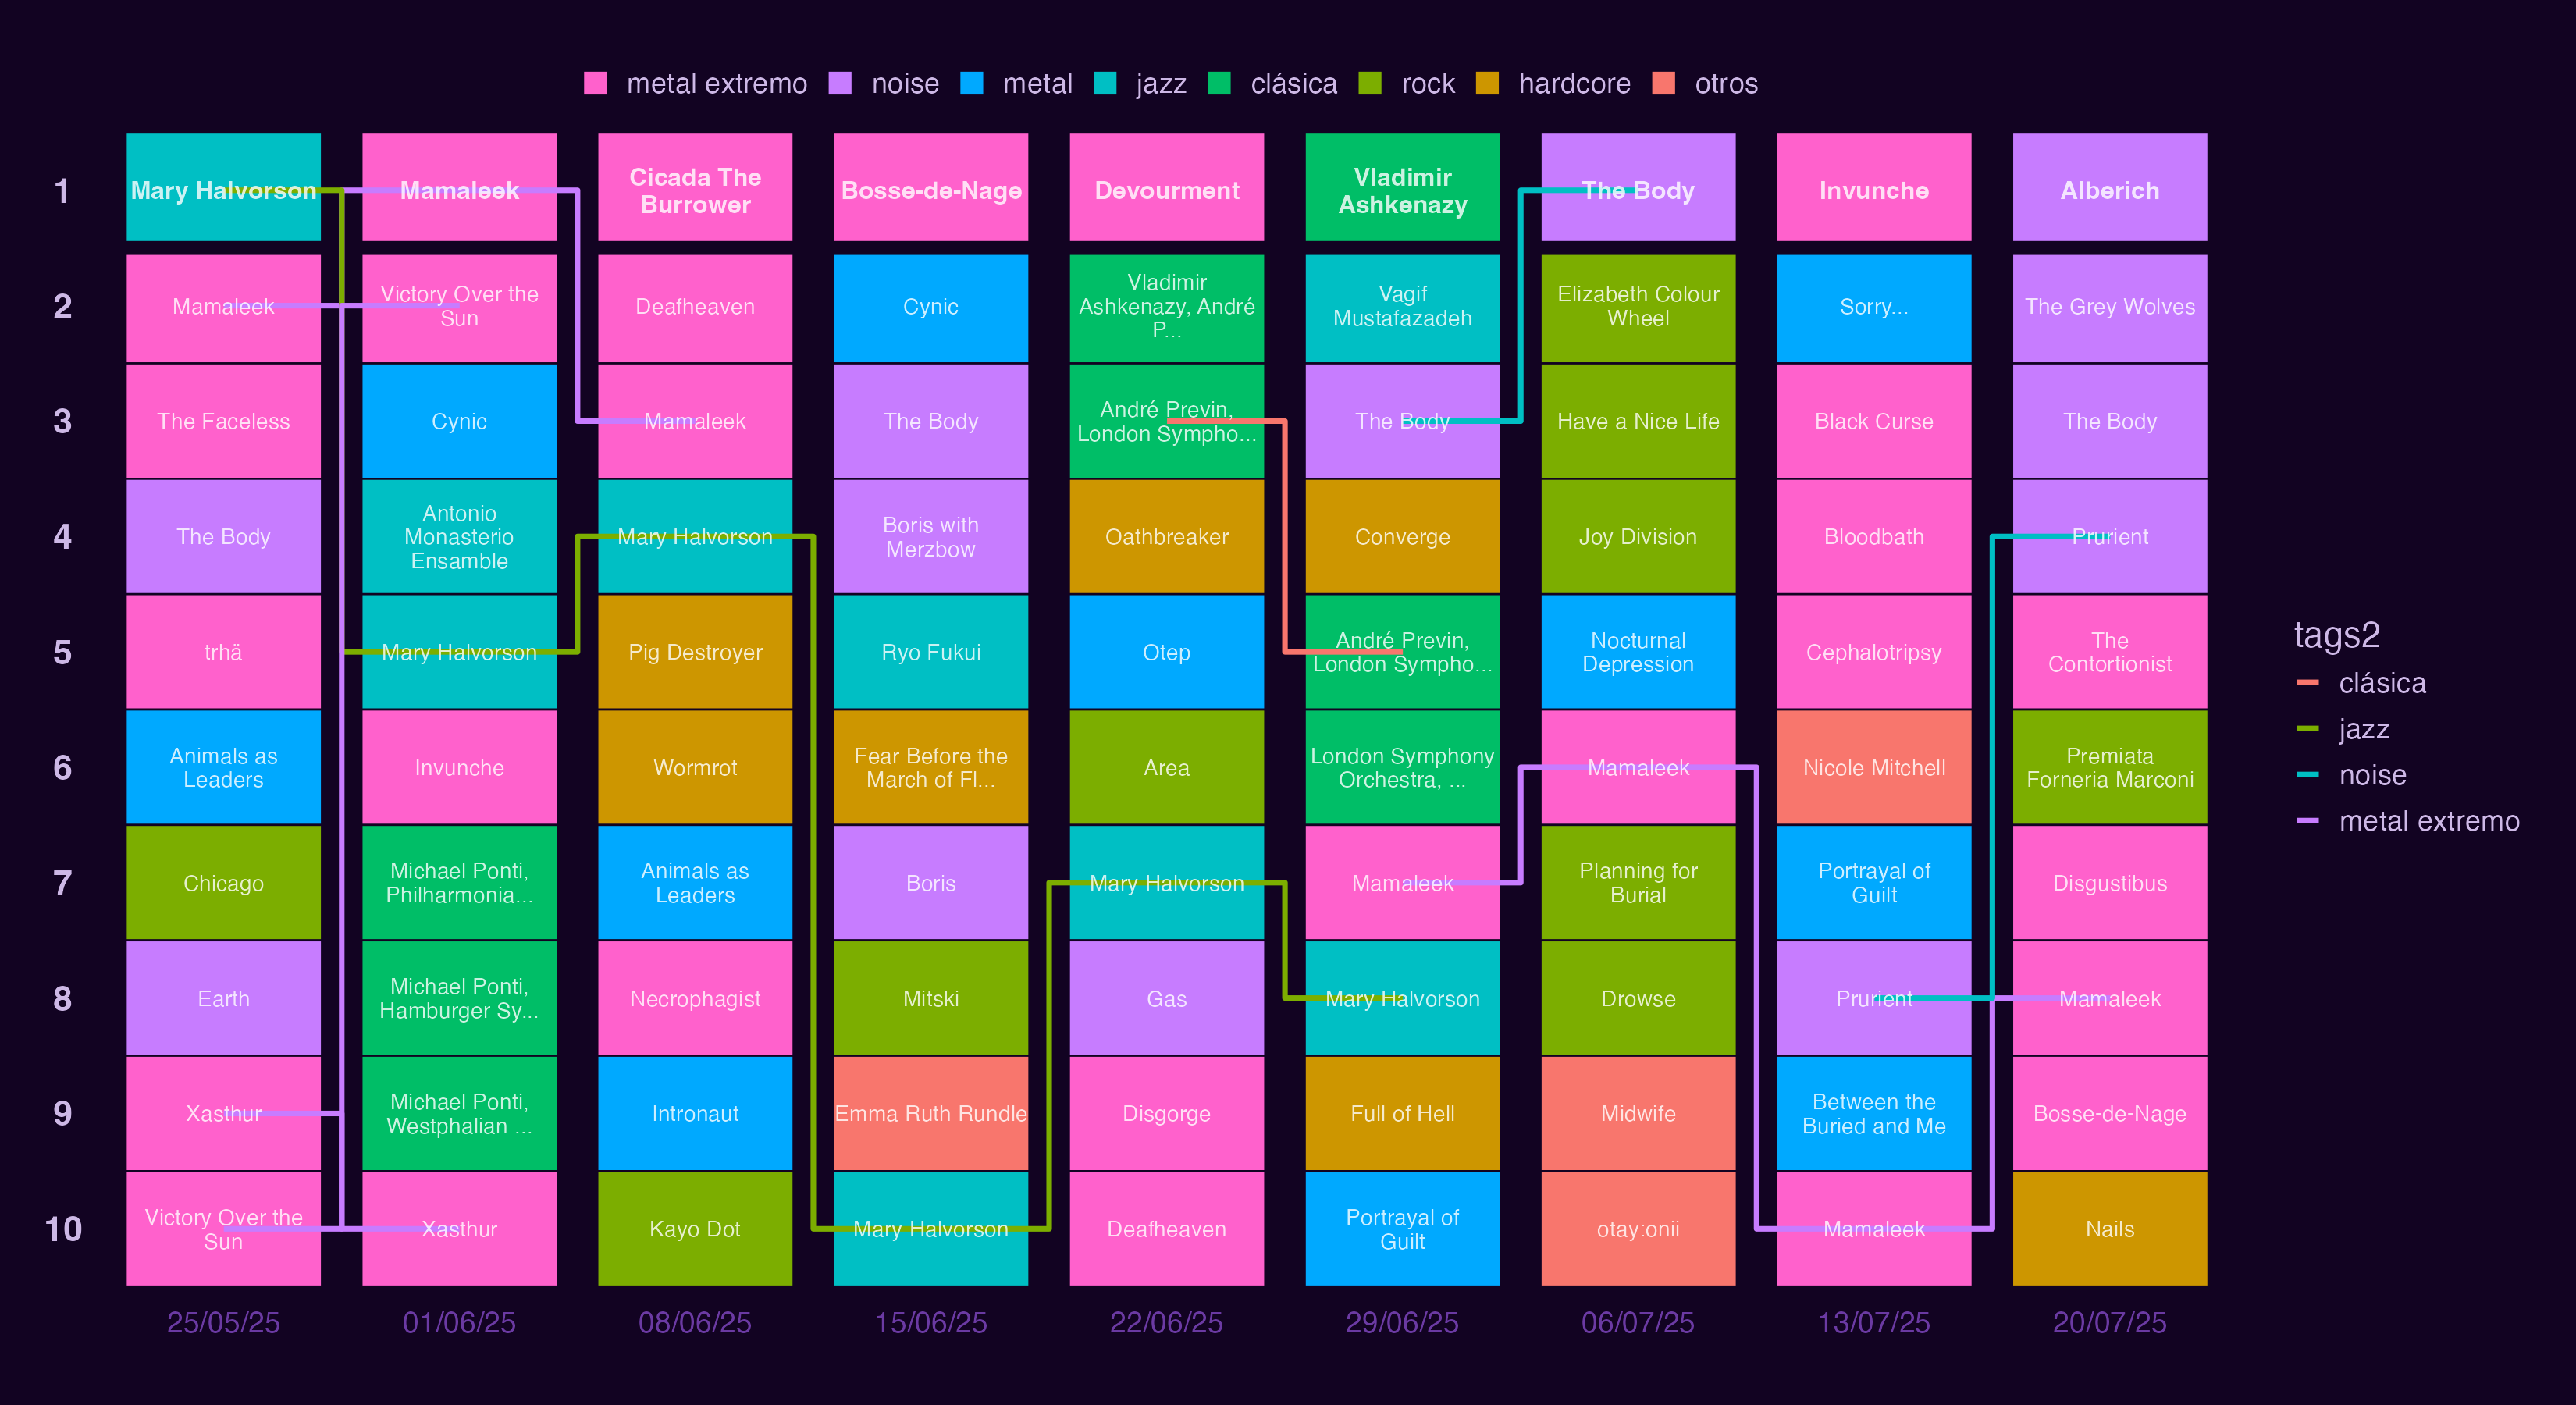 metal extremo noise metal jazz clásica rock hardcore otros
1
Mary Halvorson
Mamaleek
Cicada The
Burrower
Bosse-de-Nage
Devourment
Vladimir
Ashkenazy
The Body
Invunche
Alberich
2
Mamaleek
Victory Over the
Sun
Deafheaven
Cynic
Vladimir
Ashkenazy, André
P...
Vagif
Mustafazadeh
Elizabeth Colour
Wheel
Sorry...
The Grey Wolves
3
The Faceless
Cynic
Mamaleek
The Body
André Previn,
London Sympho...
The Body
Have a Nice Life
Black Curse
The Body
4
The Body
Antonio
Monasterio
Ensamble
Mary Halvorson
Boris with
Merzbow
Oathbreaker
Converge
Joy Division
Bloodbath
Prurient
5
trhä
Mary Halvorson
Pig Destroyer
Ryo Fukui
Otep
André Previn,
London Sympho...
Nocturnal
Depression
Cephalotripsy
The
Contortionist
6
Animals as
Leaders
Invunche
Wormrot
Fear Before the
March of Fl...
Area
London Symphony
Orchestra, ...
Mamaleek
Nicole Mitchell
Premiata
Forneria Marconi
7
Chicago
Michael Ponti,
Philharmonia...
Animals as
Leaders
Boris
Mary Halvorson
Mamaleek
Planning for
Burial
Portrayal of
Guilt
Disgustibus
8
Earth
Michael Ponti,
Hamburger Sy...
Necrophagist
Mitski
Gas
Mary Halvorson
Drowse
Prurient
Mamaleek
9
Xasthur
Michael Ponti,
Westphalian ...
Intronaut
Emma Ruth Rundle
Disgorge
Full of Hell
Midwife
Between the
Buried and Me
Bosse-de-Nage
10
Victory Over the
Sun
Xasthur
Kayo Dot
Mary Halvorson
Deafheaven
Portrayal of
Guilt
otay:onii
Mamaleek
Nails
25/05/25 01/06/25 08/06/25 15/06/25 22/06/25 29/06/25 06/07/25 13/07/25 20/07/25
tags2
clásica
jazz
noise
metal extremo